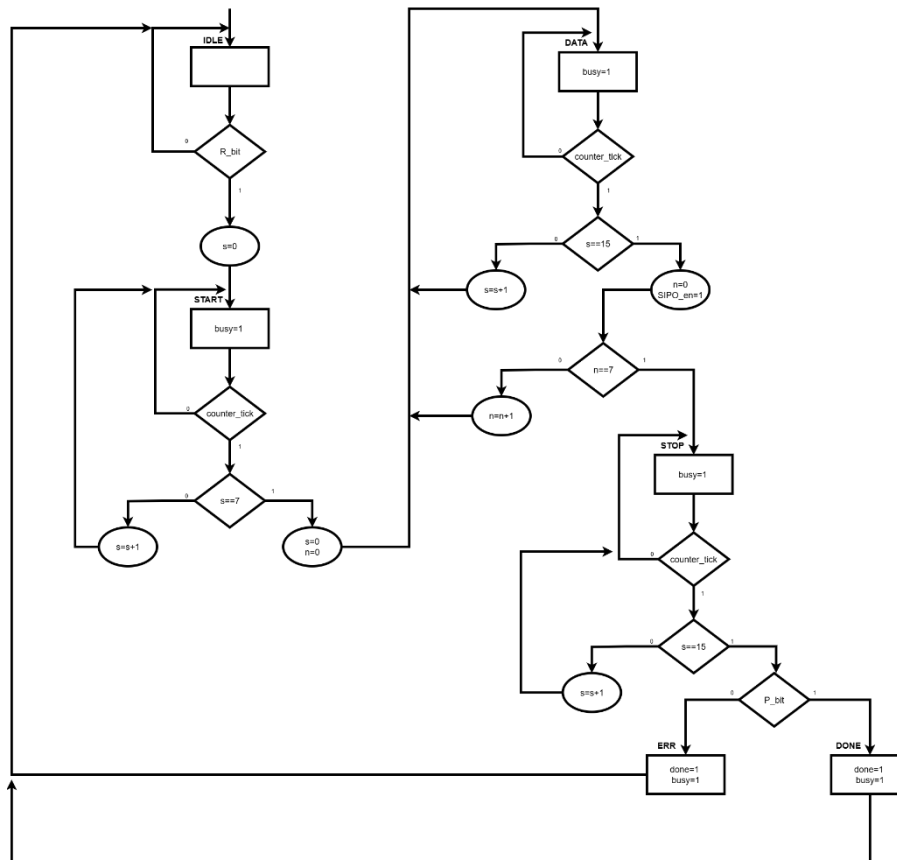 IDLE
0
R_bit
1
s=0
START
busy=1
0
counter_tick
1
0
s==7
1
s=s+1
s=0
n=0
DATA
busy=1
0
counter_tick
1
0
s==15
1
s=s+1
n=0
SIPO_en=1
0
n==7
1
n=n+1
STOP
busy=1
0
counter_tick
1
0
s==15
1
s=s+1
0
P_bit
1
ERR
done=1
busy=1
DONE
done=1
busy=1